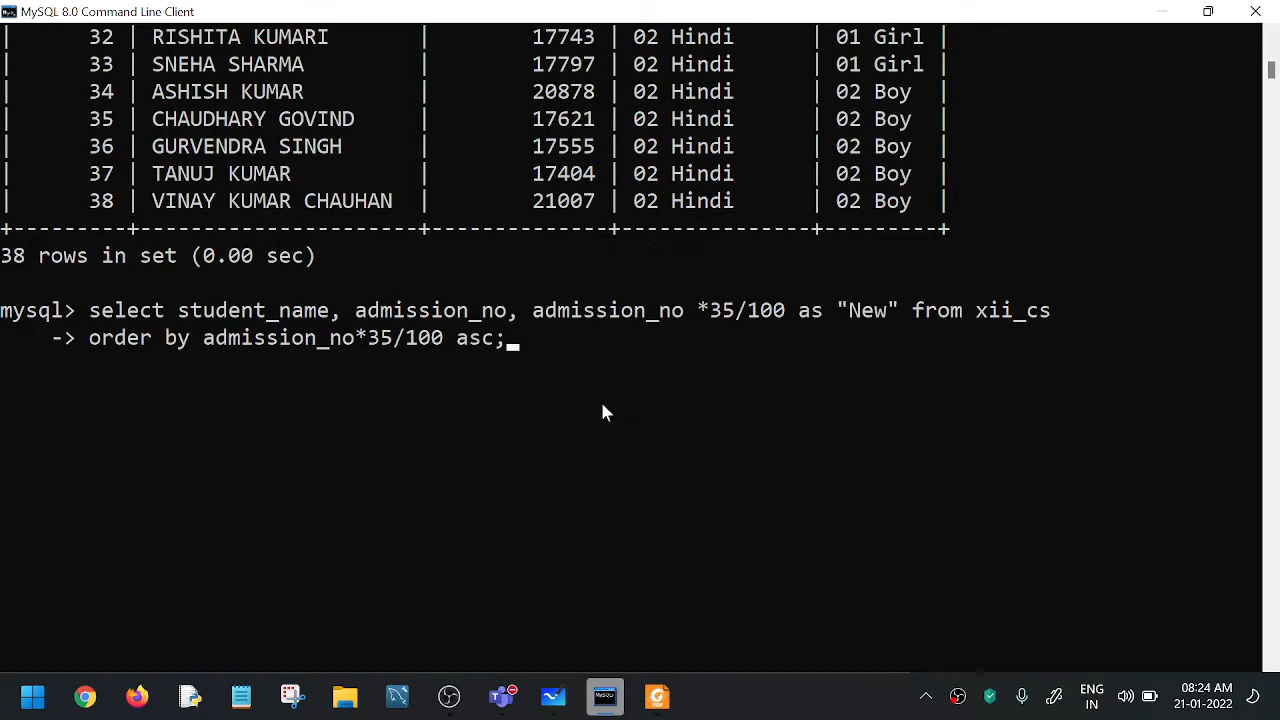 MySQL 8.0 Command Line Client
| 32 | RISHITA KUMARI | 17743 | 02 Hindi | 01 Girl |
| 33 | SNEHA SHARMA | 17797 | 02 Hindi | 01 Girl |
| 34 | ASHISH KUMAR | 20878 | 02 Hindi | 02 Boy |
| 35 | CHAUDHARY GOVIND | 17621 | 02 Hindi | 02 Boy |
| 36 | GURVENDRA SINGH | 17555 | 02 Hindi | 02 Boy |
| 37 | TANUJ KUMAR | 17404 | 02 Hindi | 02 Boy |
| 38 | VINAY KUMAR CHAUHAN | 21007 | 02 Hindi | 02 Boy |
+---------+----------------------+--------------+---------------+---------+
38 rows in set (0.00 sec)
mysql> select student_name, admission_no, admission_no *35/100 as "New" from xii_cs
-> order by admission_no*35/100 asc;
ENG
IN
08:24 AM
21-01-2022